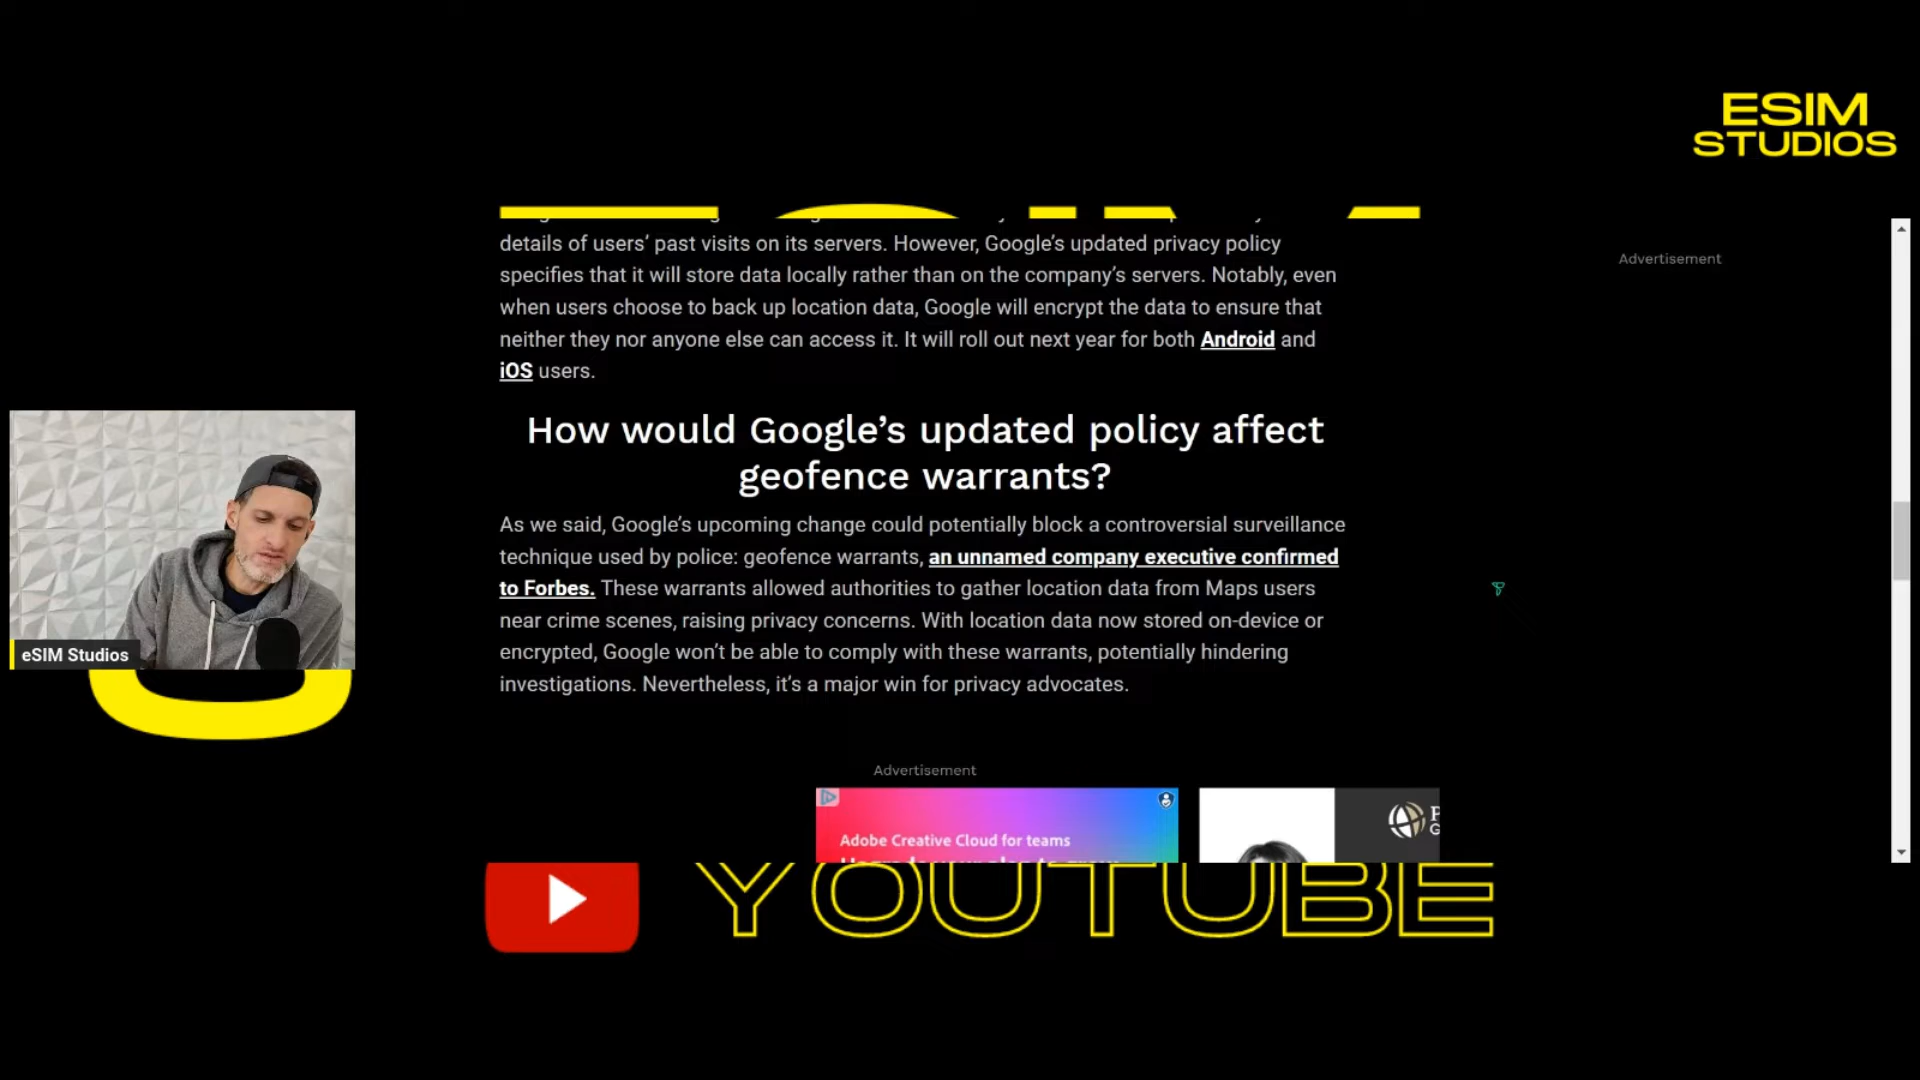 ESIM
STUDIOS
details of users’ past visits on its servers. However, Google’s updated privacy policy
specifies that it will store data locally rather than on the company’s servers. Notably, even
when users choose to back up location data, Google will encrypt the data to ensure that
neither they nor anyone else can access it. It will roll out next year for both Android and
iOS users.
Advertisement
How would Google’s updated policy affect
geofence warrants?
As we said, Google’s upcoming change could potentially block a controversial surveillance
technique used by police: geofence warrants, an unnamed company executive confirmed
to Forbes. These warrants allowed authorities to gather location data from Maps users
near crime scenes, raising privacy concerns. With location data now stored on-device or
encrypted, Google won’t be able to comply with these warrants, potentially hindering
investigations. Nevertheless, it’s a major win for privacy advocates.
eSIM Studios
Advertisement
Adobe Creative Cloud for teams
YOUTUBE